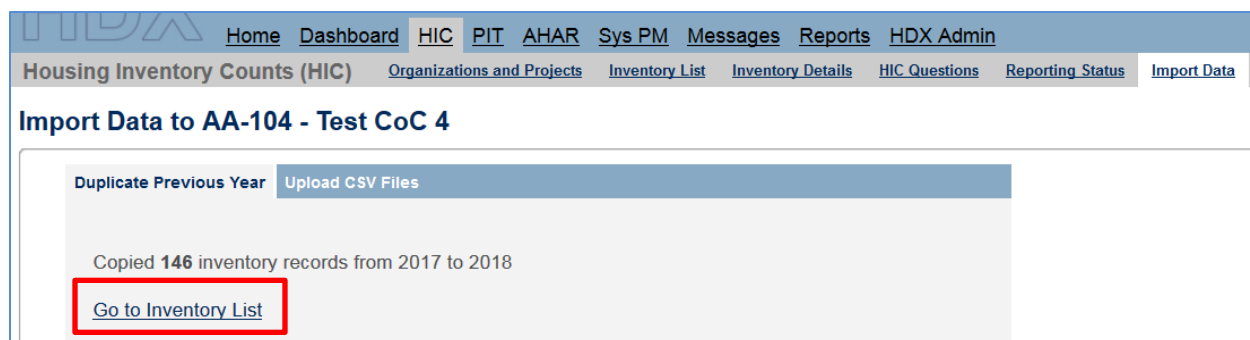 HDX
Home Dashboard HIC PIT AHAR Sys PM Messages Reports HDX Admin
Housing Inventory Counts (HIC) Organizations and Projects Inventory List Inventory Details HIC Questions Reporting Status Import Data
Import Data to AA-104 - Test CoC 4
Duplicate Previous Year Upload CSV Files
Copied 146 inventory records from 2017 to 2018
Go to Inventory List